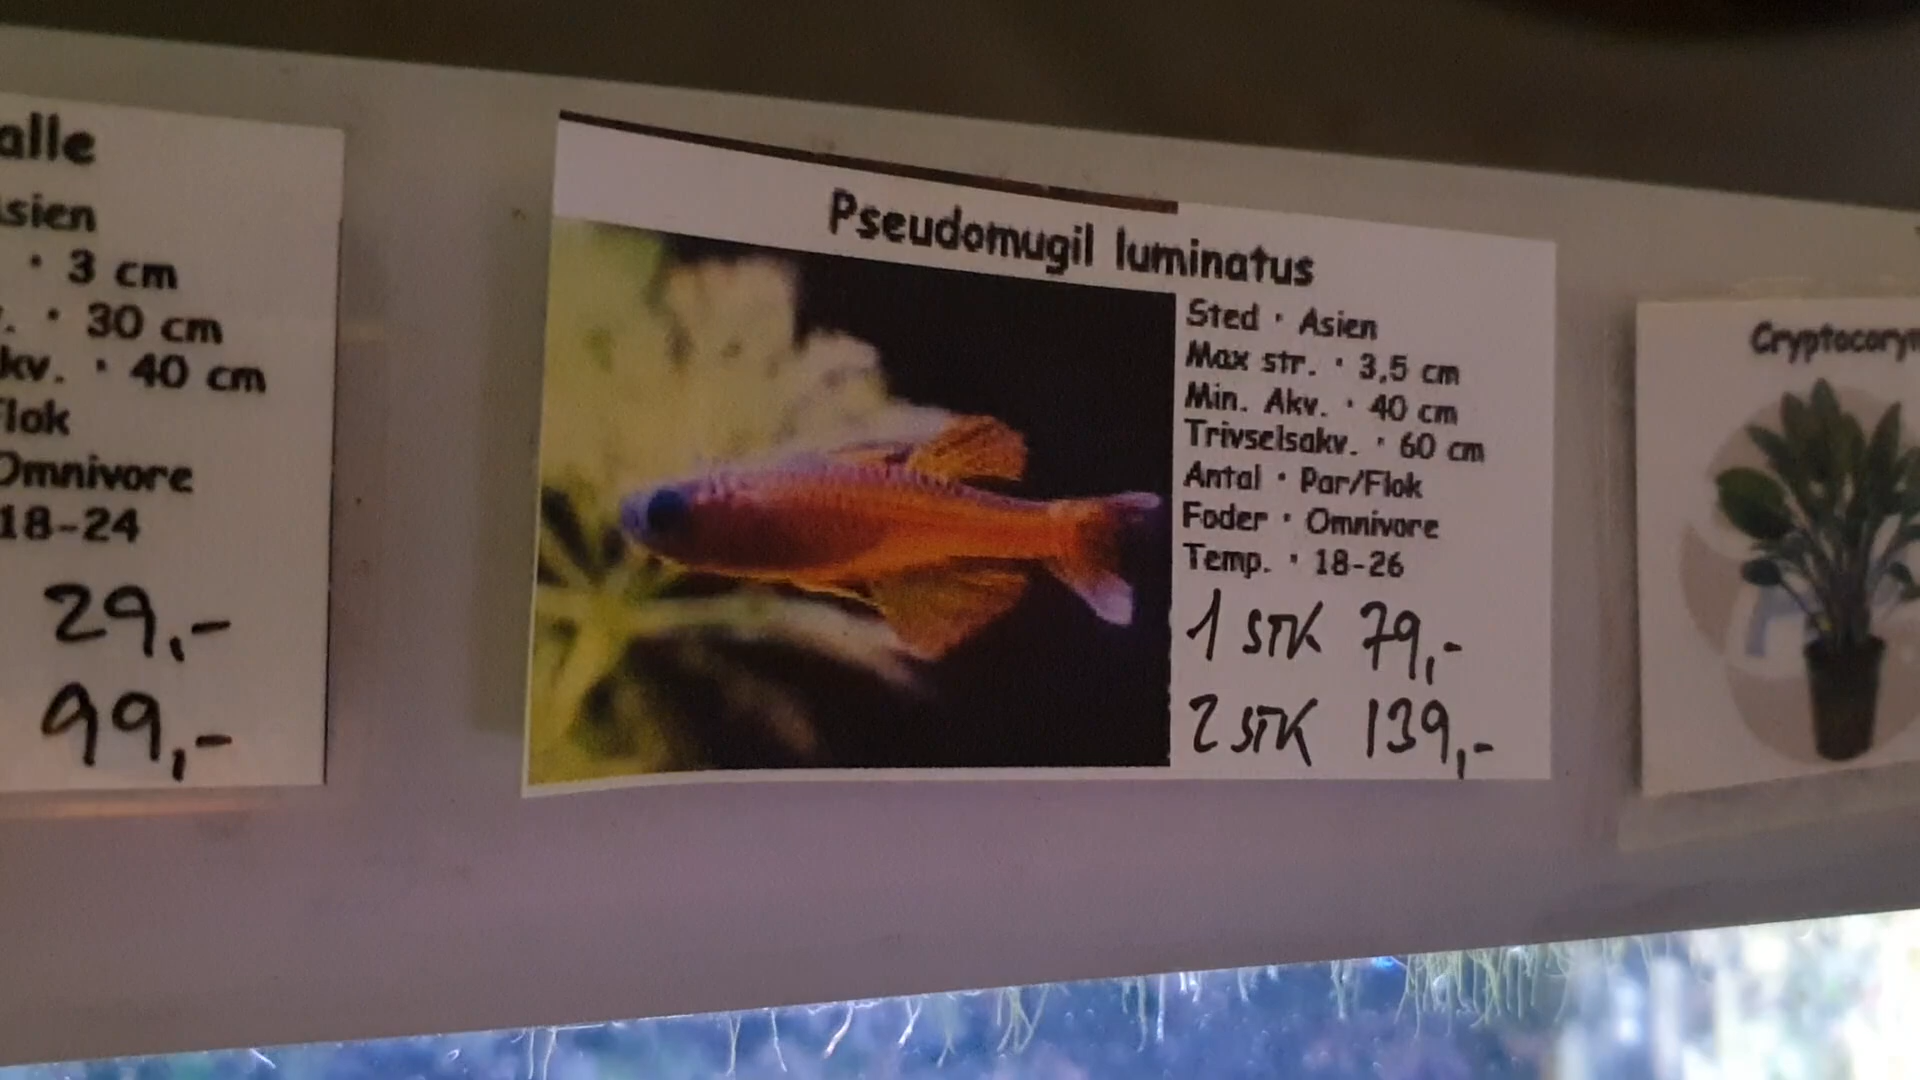 alle
sien
· 3 cm
. · 30 cm
kv. · 40 cm
Flok
Omnivore
18-24
29,-
99,-
Pseudomugil luminatus
Sted · Asien
Max str. · 3,5 cm
Min. Akv. · 40 cm
Trivselsakv. · 60 cm
Antal · Par/Flok
Foder · Omnivore
Temp. · 18-26
1 STK 79,-
2 STK 139,-
Cryptocory